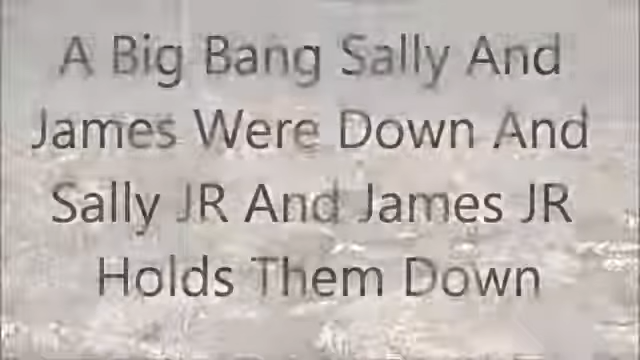 A Big Bang Sally And
James Were Down And
Sally JR And James JR
Holds Them Down